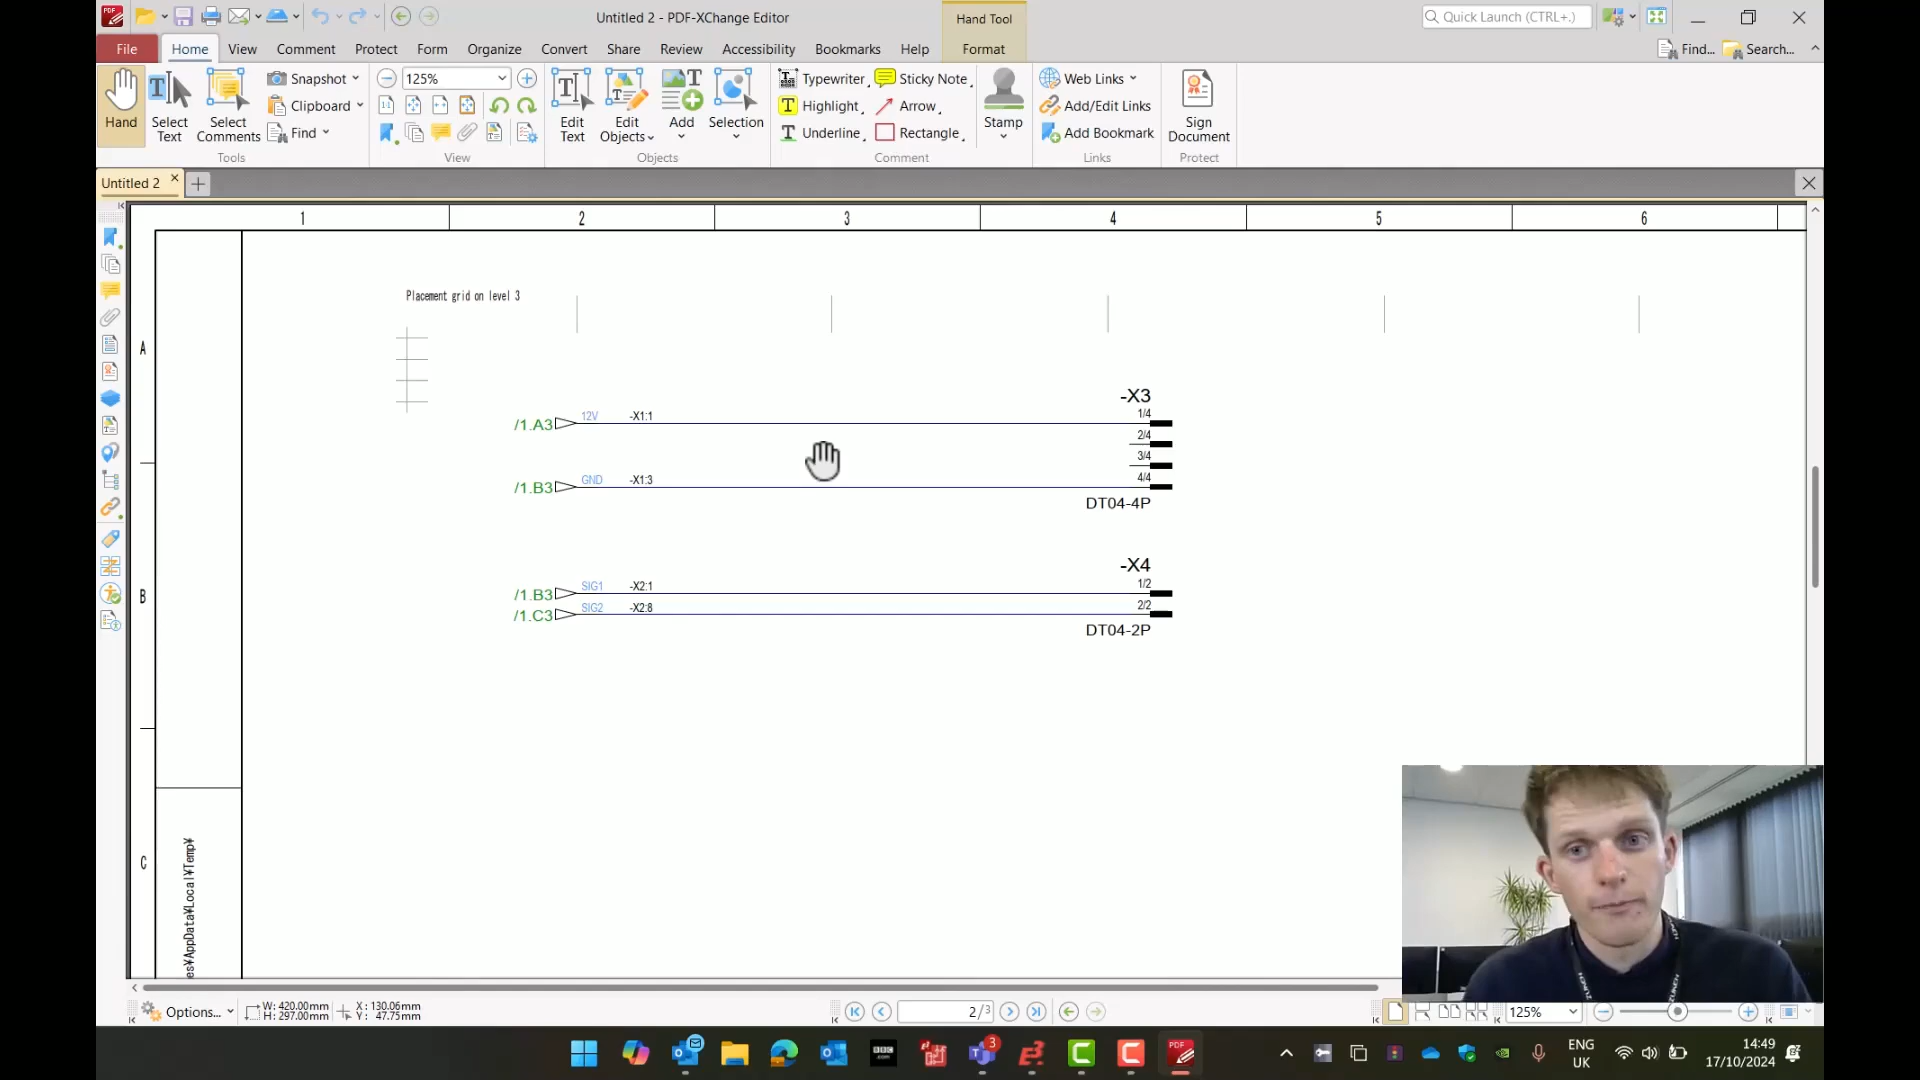 Untitled 2 - PDF-XChange Editor
Hand Tool
Quick Launch (CTRL+.)
File
Home
View
Comment
Protect
Form
Organize
Convert
Share
Review
Accessibility
Bookmarks
Help
Format
Find...
Search...
Hand
Select
Text
Select
Comments
Snapshot
Clipboard
Find
Tools
125%
View
Edit
Text
Edit
Objects
Add
Selection
Objects
Typewriter
Highlight
Underline
Sticky Note
Arrow
Rectangle
Stamp
Comment
Web Links
Add/Edit Links
Add Bookmark
Links
Sign
Document
Protect
Untitled 2
1 2 3 4 5 6
A
B
C
Placement grid on level 3
-X3
/1.A3 12V -X1:1 1/4
2/4
3/4
/1.B3 GND -X1:3 4/4
DT04-4P
-X4
/1.B3 SIG1 -X2:1 1/2
/1.C3 SIG2 -X2:8 2/2
DT04-2P
es¥AppData¥Local¥Temp¥
Options...
W: 420.00mm
H: 297.00mm
X: 130.06mm
Y: 47.75mm
2/3
125%
BBC
3
PDF
ENG
UK
14:49
17/10/2024